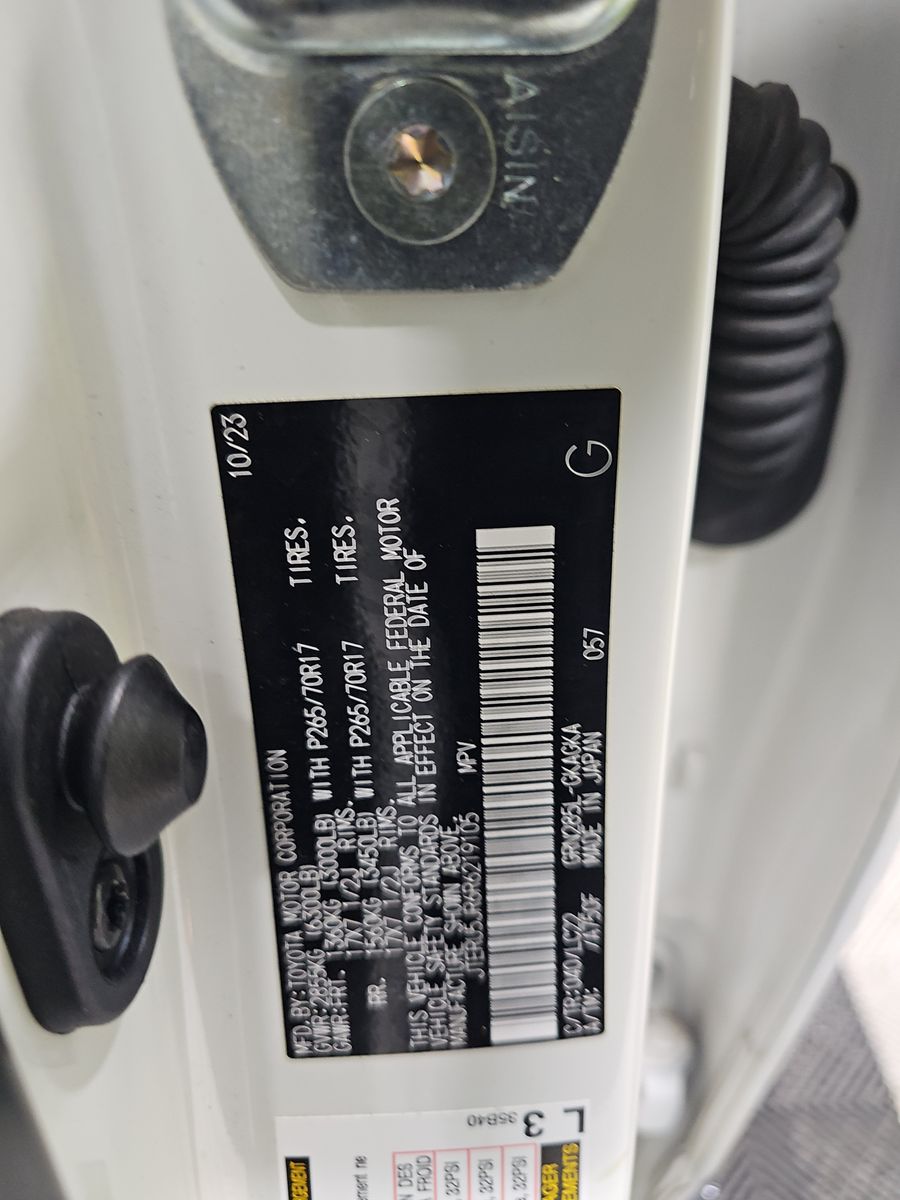 AISIN
10/23
MFD.BY:TOYOTA MOTOR CORPORATION
GVWR:2855KG (6300LB)
GAWR:FRT. 1360KG (3000LB) WITH P265/70R17 TIRES,
17X7 1/2J RIMS.
RR. 1560KG (3450LB) WITH P265/70R17 TIRES,
17X7 1/2J RIMS.
THIS VEHICLE CONFORMS TO ALL APPLICABLE FEDERAL MOTOR
VEHICLE SAFETY STANDARDS IN EFFECT ON THE DATE OF
MANUFACTURE SHOWN ABOVE.
MPV
C/TR:040/LC22 GRN285L-GKAGKA 057
A/TM: MADE IN JAPAN
G
L 3
35B40
32PSI
32PSI
32PSI